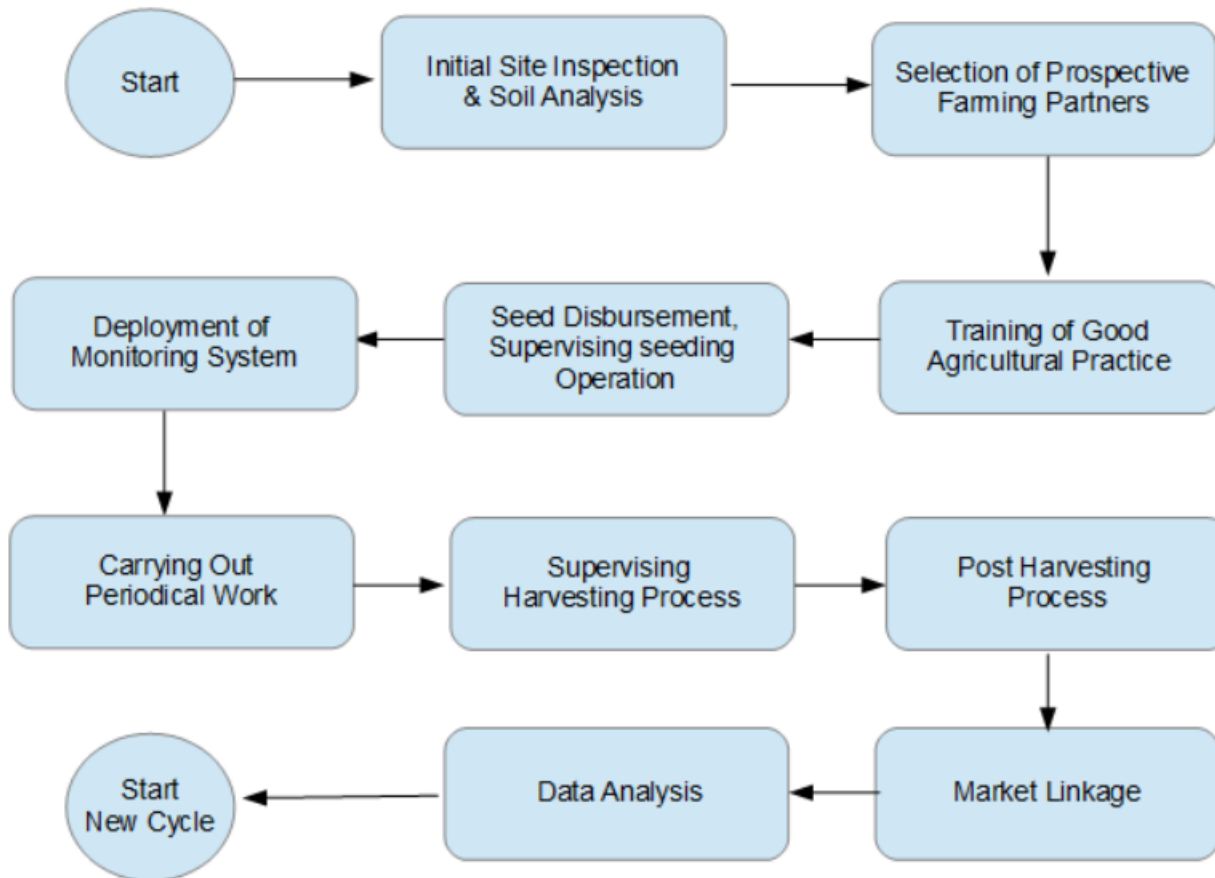 Start
Initial Site Inspection
& Soil Analysis
Selection of Prospective
Farming Partners
Training of Good
Agricultural Practice
Seed Disbursement,
Supervising seeding
Operation
Deployment of
Monitoring System
Carrying Out
Periodical Work
Supervising
Harvesting Process
Post Harvesting
Process
Market Linkage
Data Analysis
Start
New Cycle